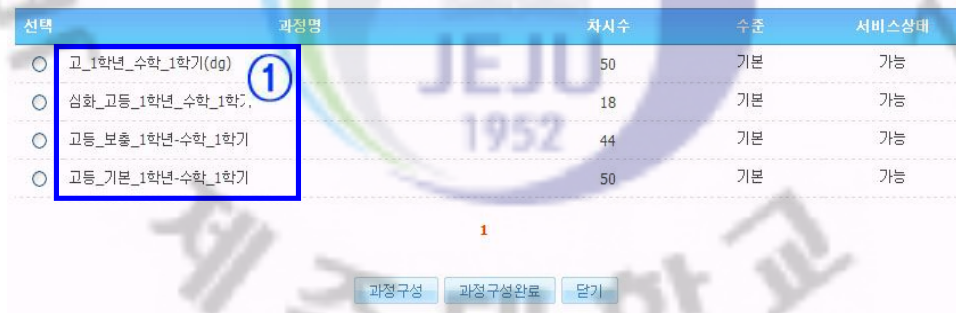 선택 과정명 차시수 수준 서비스상태
고_1학년_수학_1학기(dg) 50 기본 가능
①
심화_고등_1학년_수학_1학기 18 기본 가능
고등_보충_1학년-수학_1학기 44 기본 가능
고등_기본_1학년-수학_1학기 50 기본 가능
1
과정구성 과정구성완료 닫기
JEJU
1952